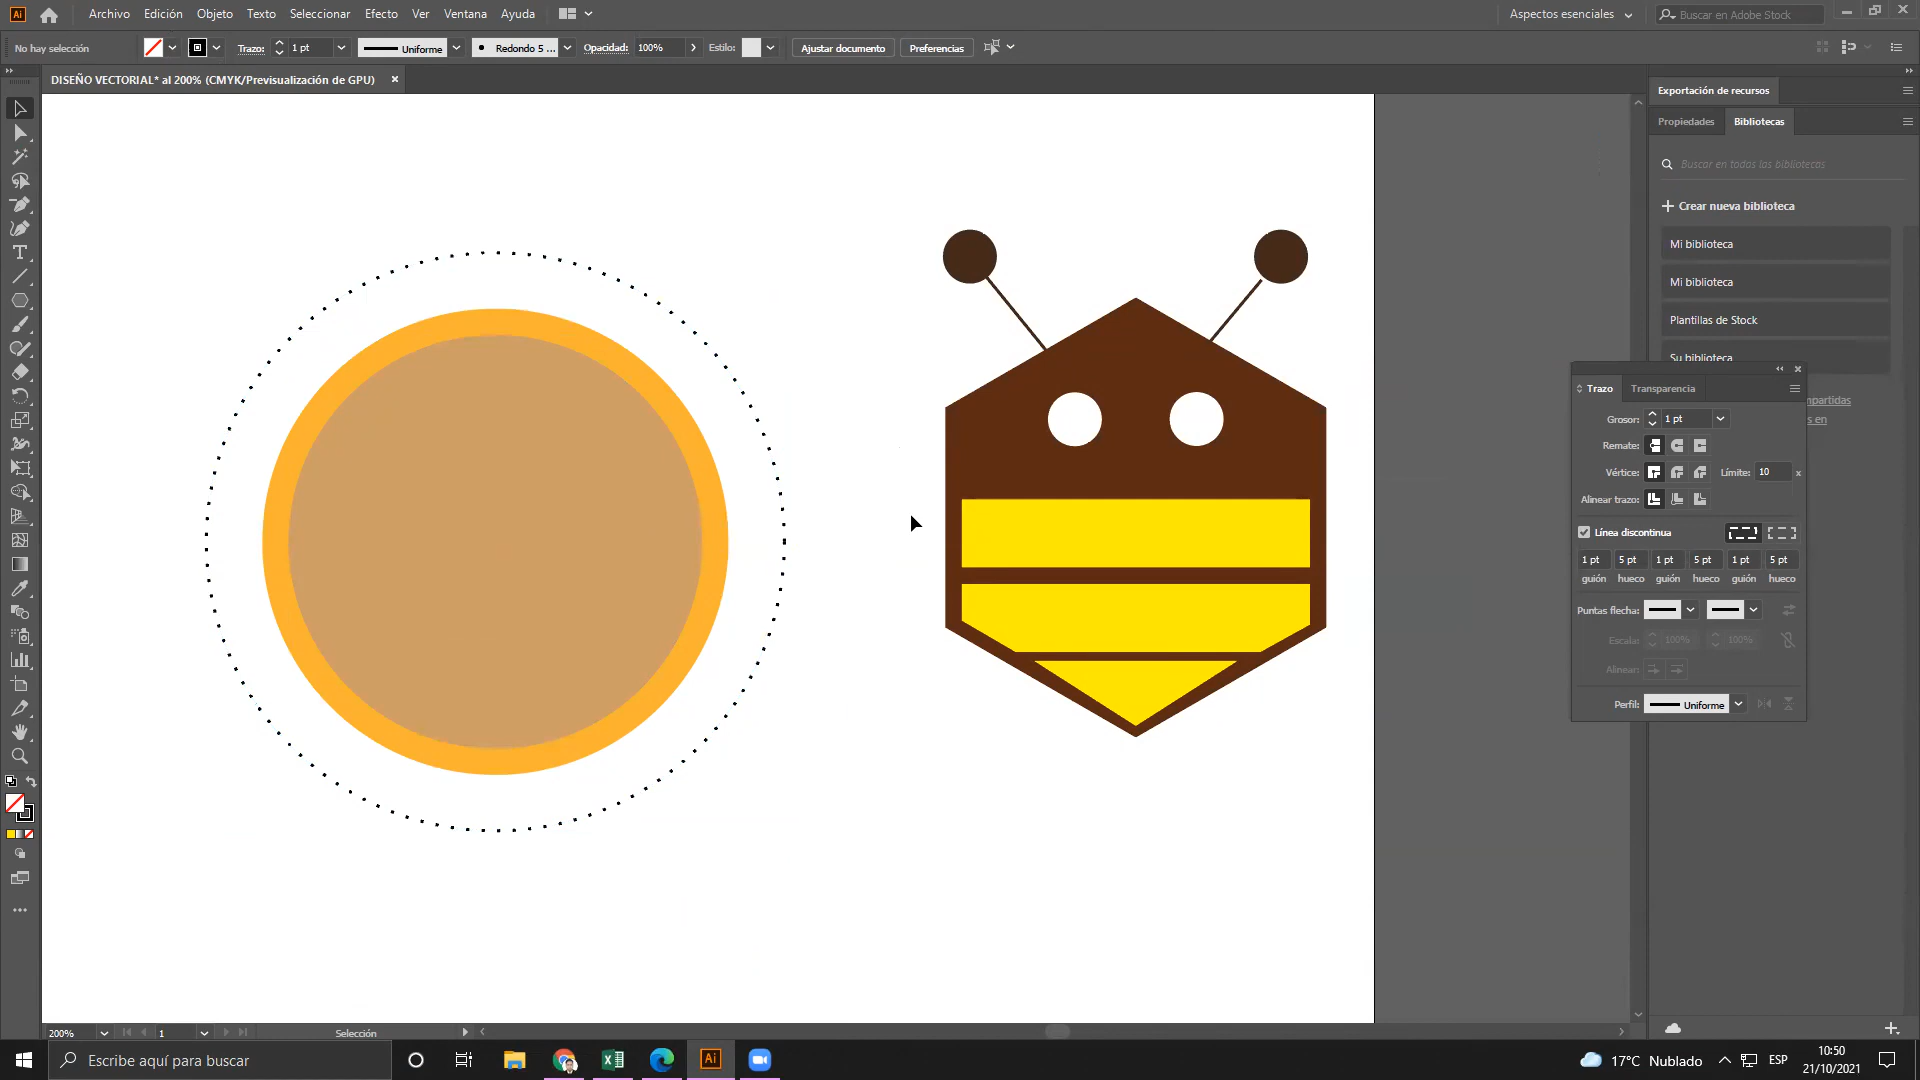 Ai Archivo Edición Objeto Texto Seleccionar Efecto Ver Ventana Ayuda Aspectos esenciales Buscar en Adobe Stock
No hay selección Trazo: 1 pt Uniforme Redondo 5 ... Opacidad: 100% Estilo: Ajustar documento Preferencias
DISEÑO VECTORIAL* al 200% (CMYK/Previsualización de GPU)
Exportación de recursos
Propiedades Bibliotecas
Buscar en todas las bibliotecas
Crear nueva biblioteca
Mi biblioteca
Mi biblioteca
Plantillas de Stock
Su biblioteca
mpartidas
s en
Trazo Transparencia
Grosor: 1 pt
Remate:
Vértice: Límite: 10 x
Alinear trazo:
Línea discontinua
1 pt 5 pt 1 pt 5 pt 1 pt 5 pt
guión hueco guión hueco guión hueco
Puntas flecha:
Escala: 100% 100%
Alinear:
Perfil: Uniforme
200% 1 Selección
Escribe aquí para buscar
Ai
17°C Nublado ESP
10:50
21/10/2021